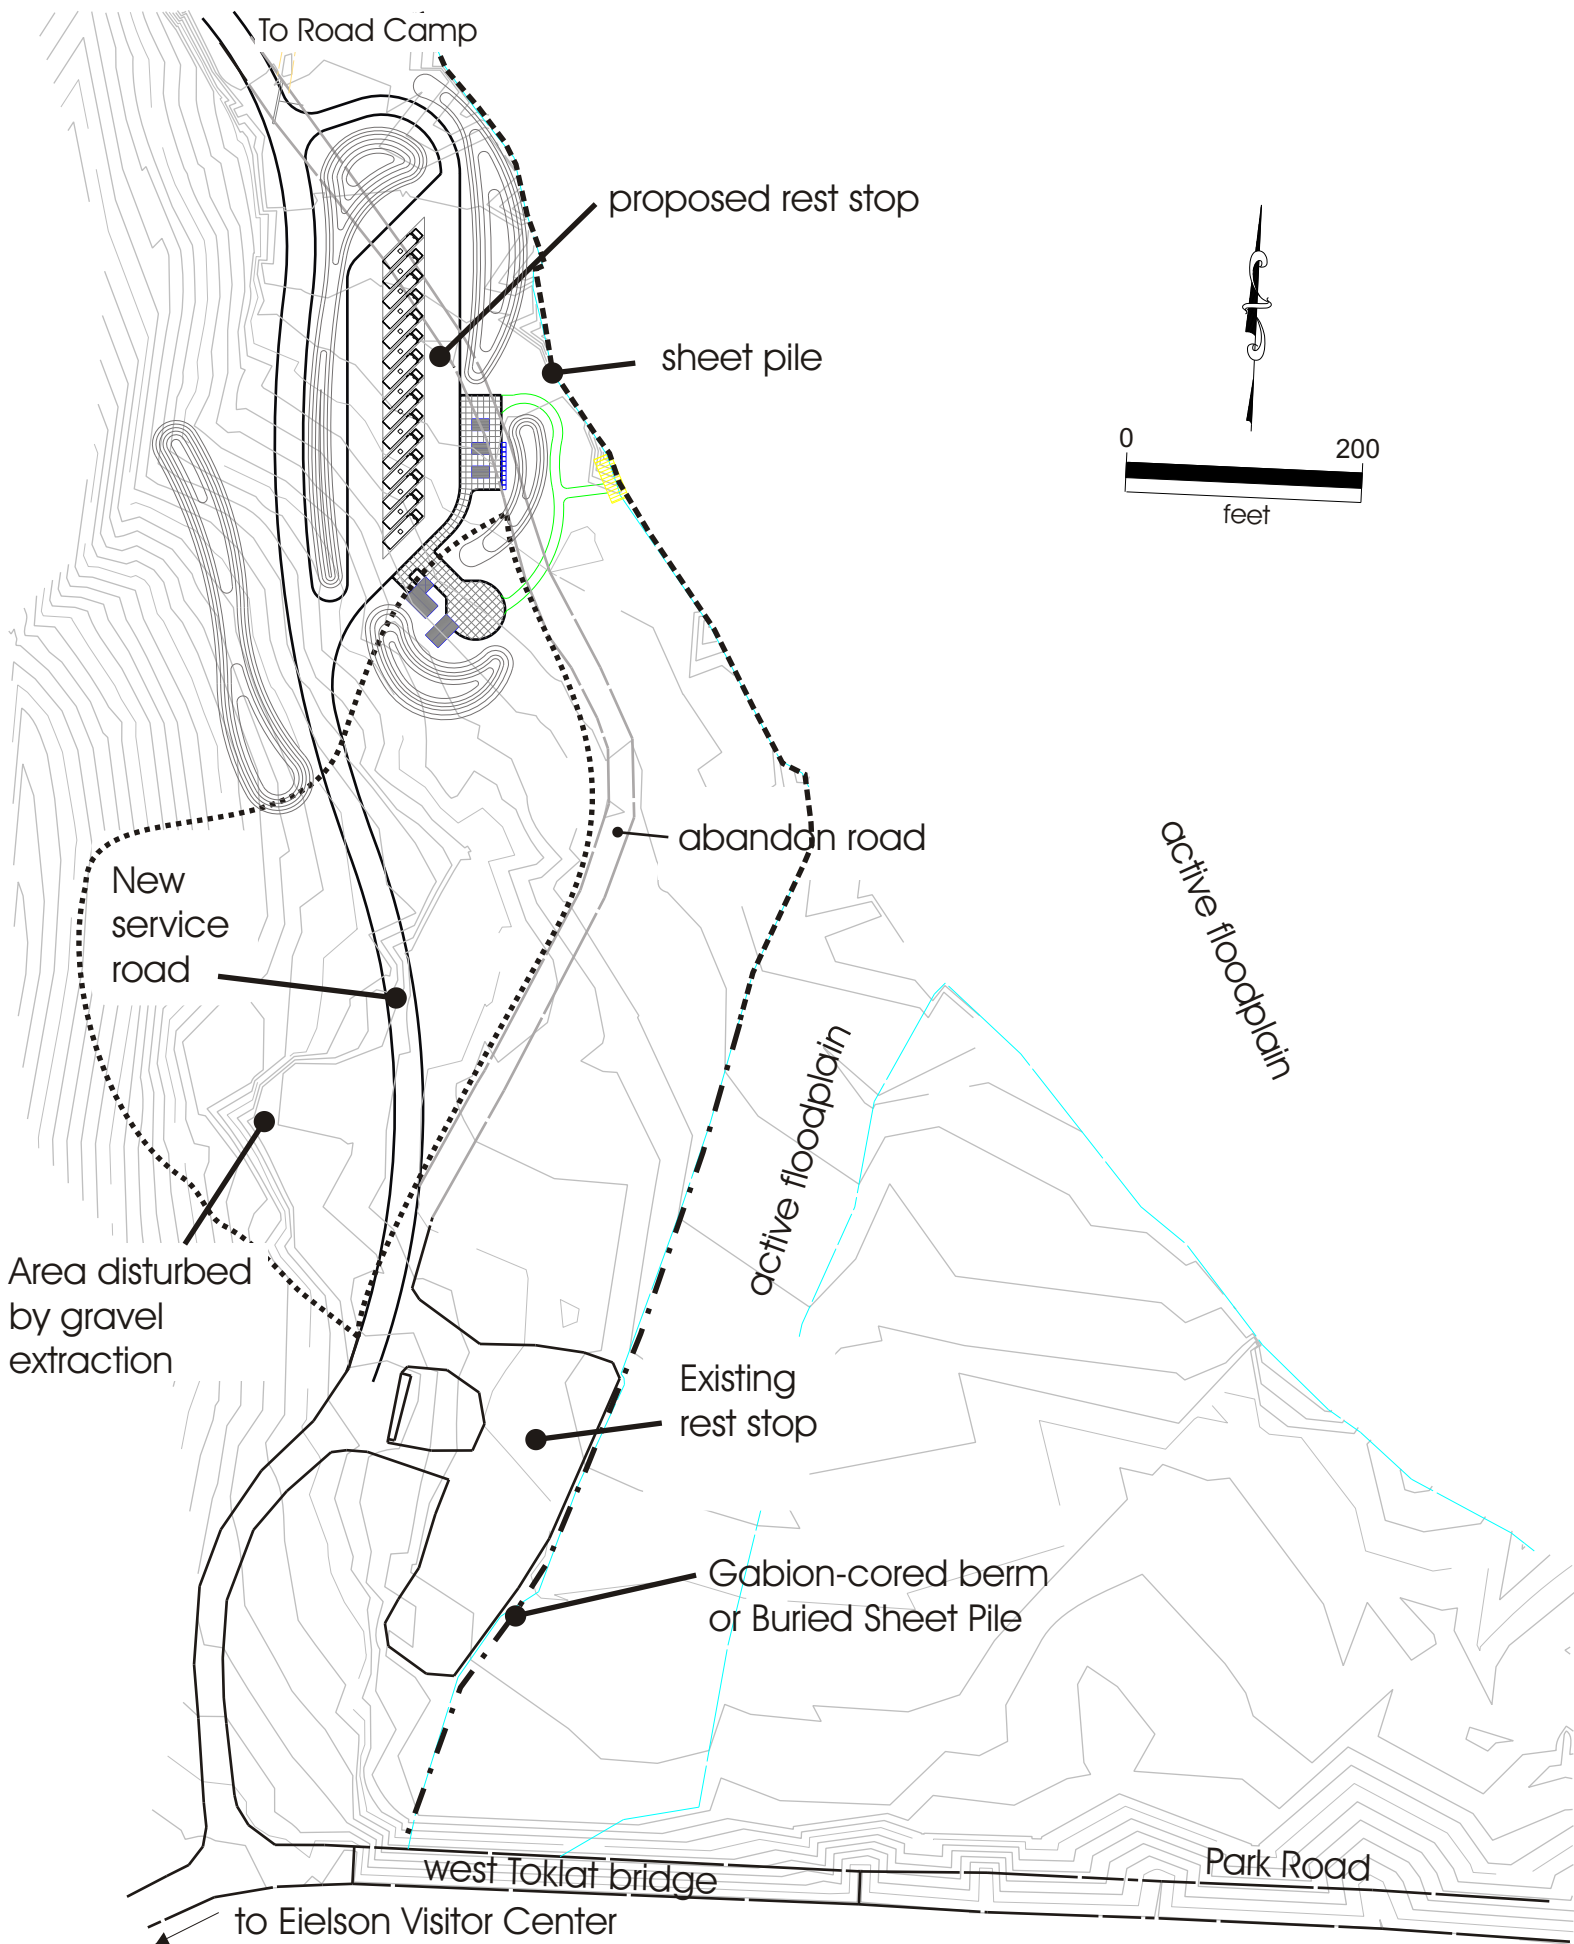 To Road Camp
proposed rest stop
sheet pile
0
200
feet
abandon road
New
service
road
active floodplain
active floodplain
Area disturbed
by gravel
extraction
Existing
rest stop
Gabion-cored berm
or Buried Sheet Pile
west Toklat bridge
Park Road
to Eielson Visitor Center